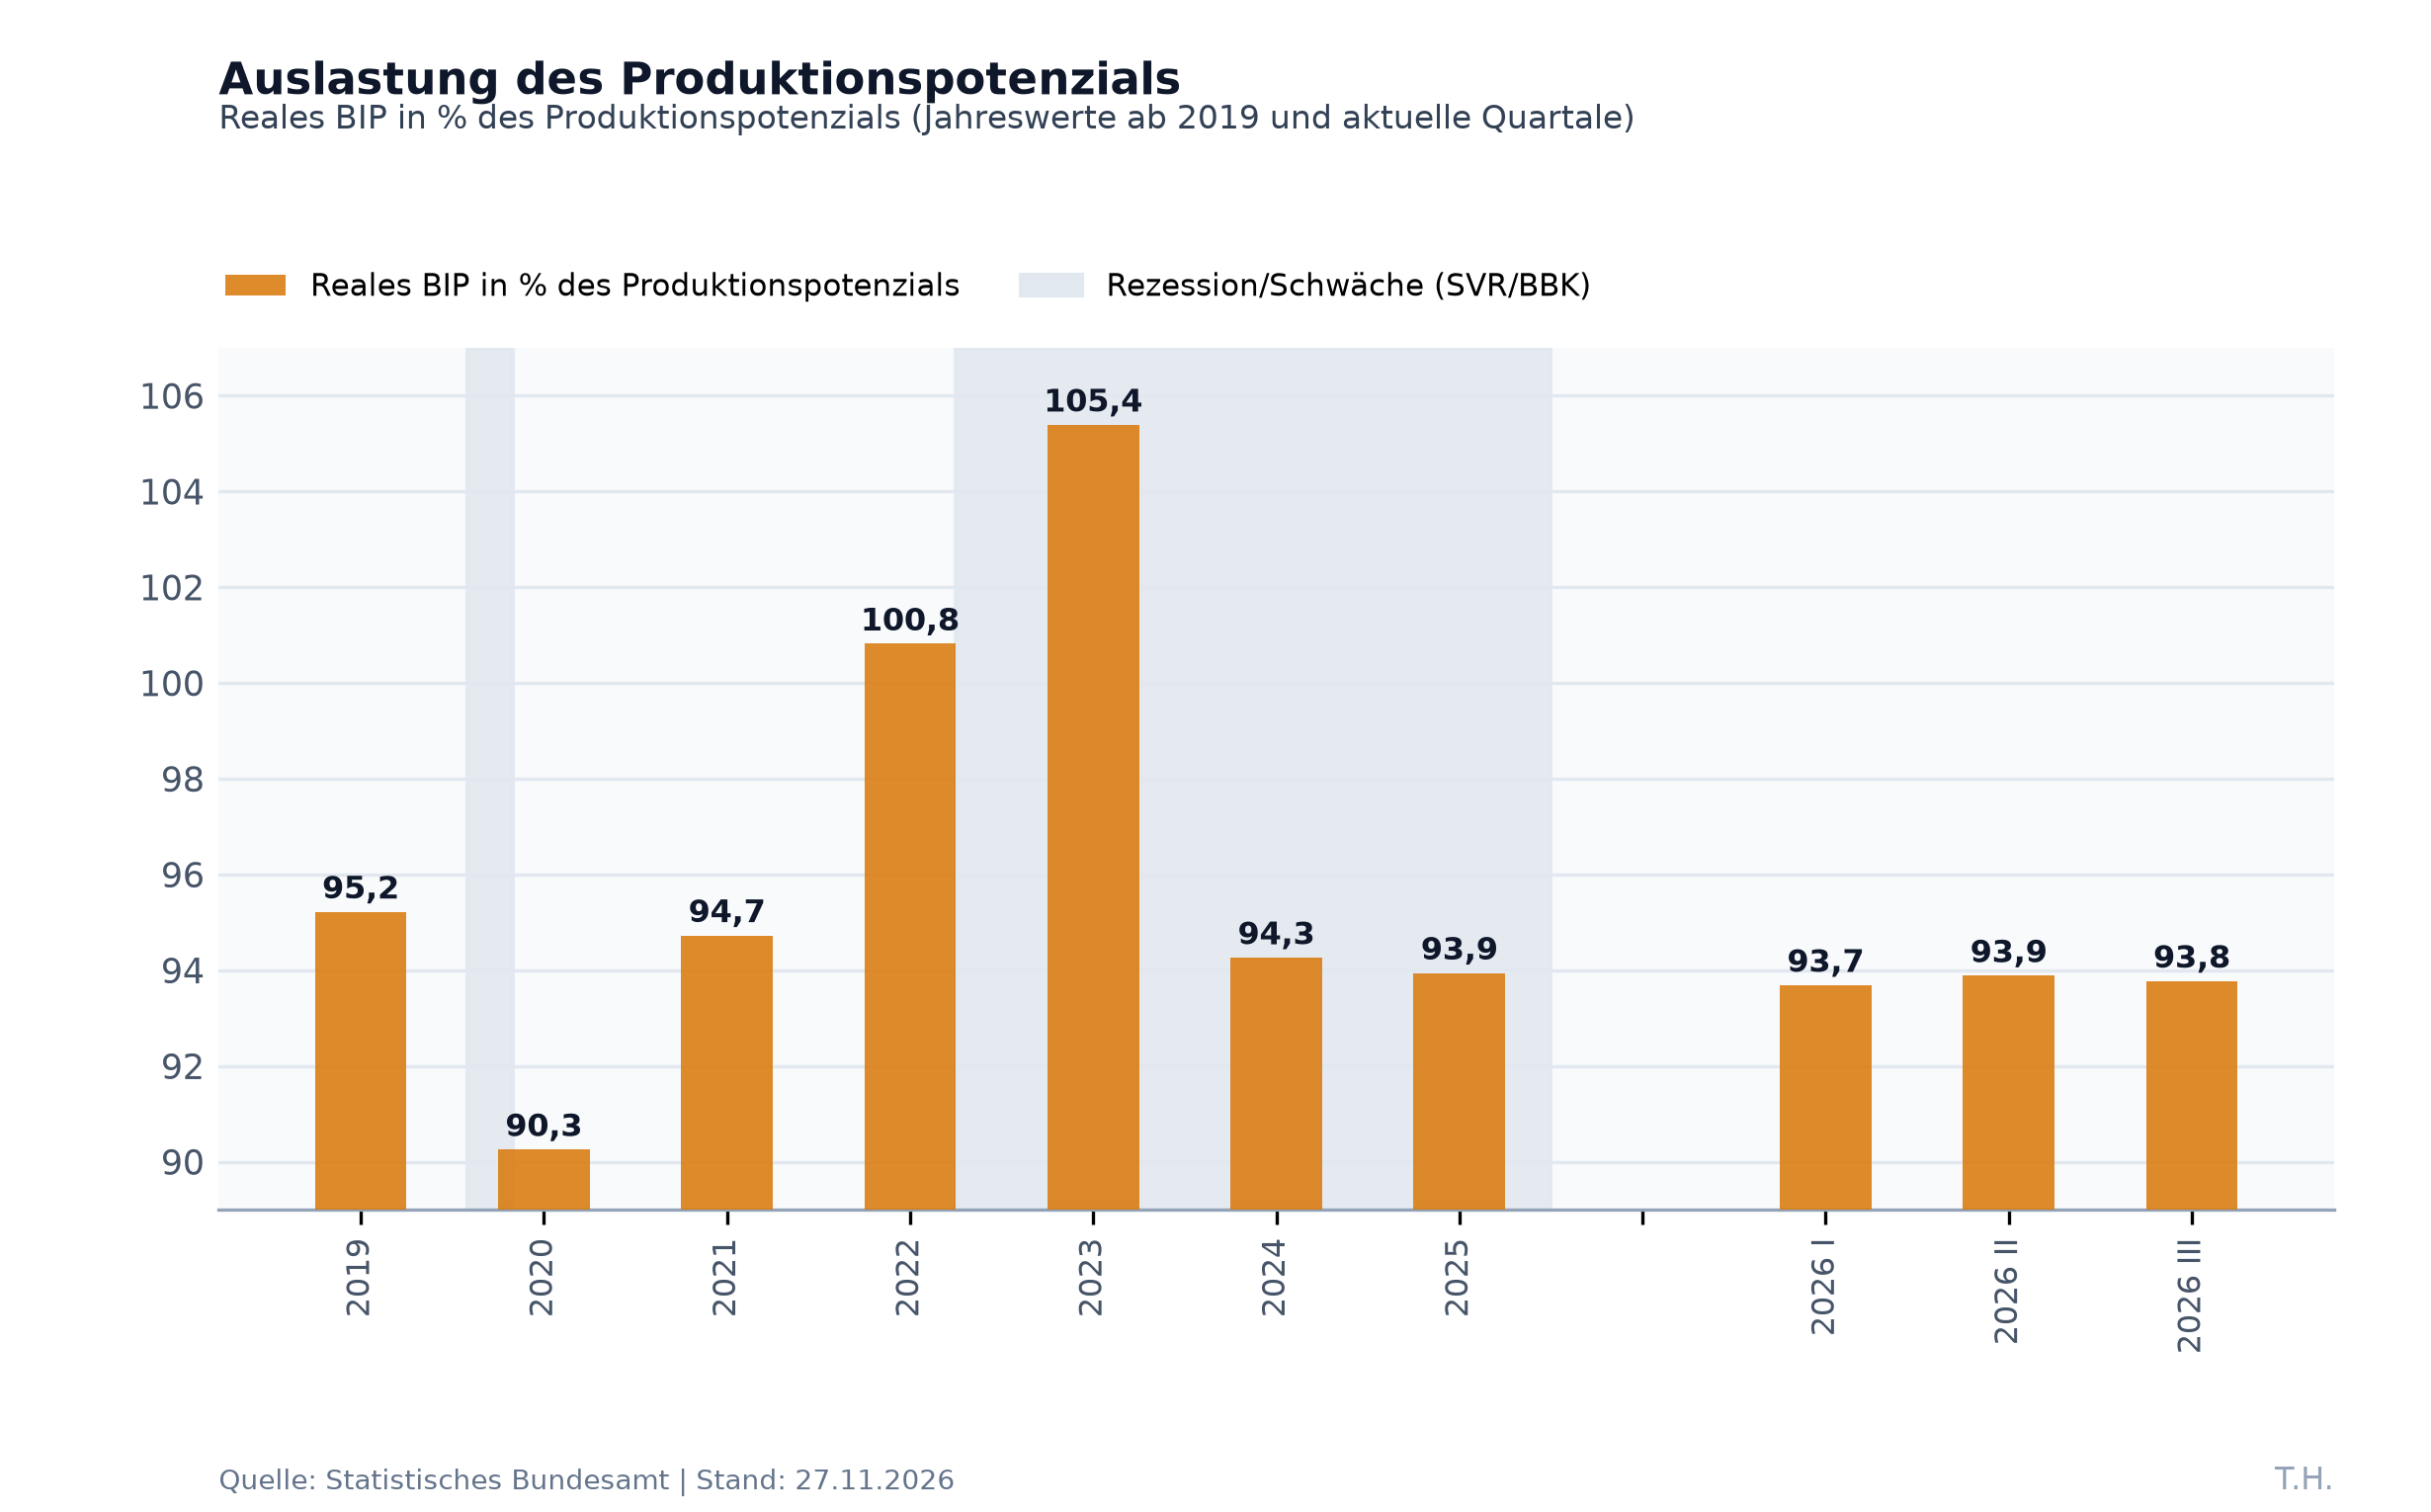 Auslastung des Produktionspotenzials
Reales BIP in % des Produktionspotenzials (Jahreswerte ab 2019 und aktuelle Quartale)
Reales BIP in % des Produktionspotenzials
Rezession/Schwäche (SVR/BBK)
106
104
102
100
98
96
94
92
90
95,2
90,3
94,7
100,8
105,4
94,3
93,9
93,7
93,9
93,8
2019
2020
2021
2022
2023
2024
2025
2026 I
2026 II
2026 III
Quelle: Statistisches Bundesamt | Stand: 27.11.2026
T.H.